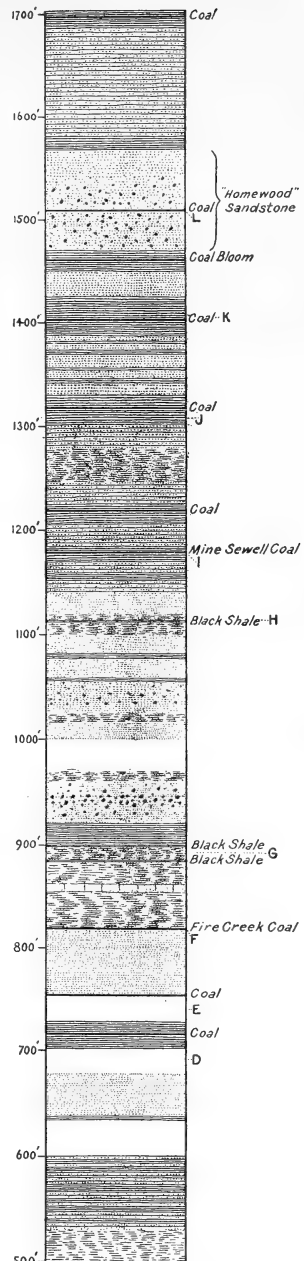 1700'
Coal
1600'
"Homewood"
Sandstone
Coal
L
1500'
Coal Bloom
1400'
Coal K
Coal
1300'
J
1200'
Coal
Mine Sewell Coal
I
Black Shale H
1100'
1000'
900'
Black Shale
G
Black Shale
Fire Creek Coal
F
800'
Coal
E
Coal
700'
D
600'
500'